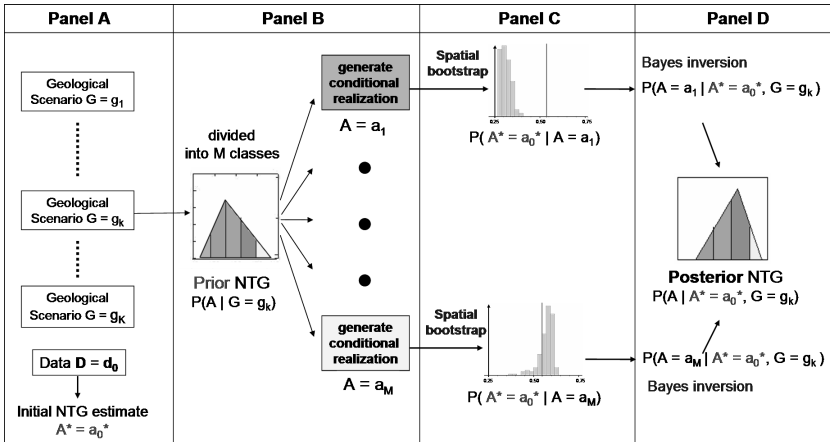 Panel A
Geological
Scenario G = g1
Geological
Scenario G = gk
Geological
Scenario G = gK
Data D = d0
Initial NTG estimate
A* = a0*
Panel B
divided
into M classes
Prior NTG
P(A | G = gk)
generate
conditional
realization
A = a1
generate
conditional
realization
A = aM
Panel C
Spatial
bootstrap
0.25 0.50 0.75
P( A* = a0* | A = a1)
Spatial
bootstrap
0.25 0.50 0.75
P( A* = a0* | A = aM)
Panel D
Bayes inversion
P(A = a1 | A* = a0*, G = gk)
Posterior NTG
P(A | A* = a0*, G = gk)
P(A = aM | A* = a0*, G = gk)
Bayes inversion